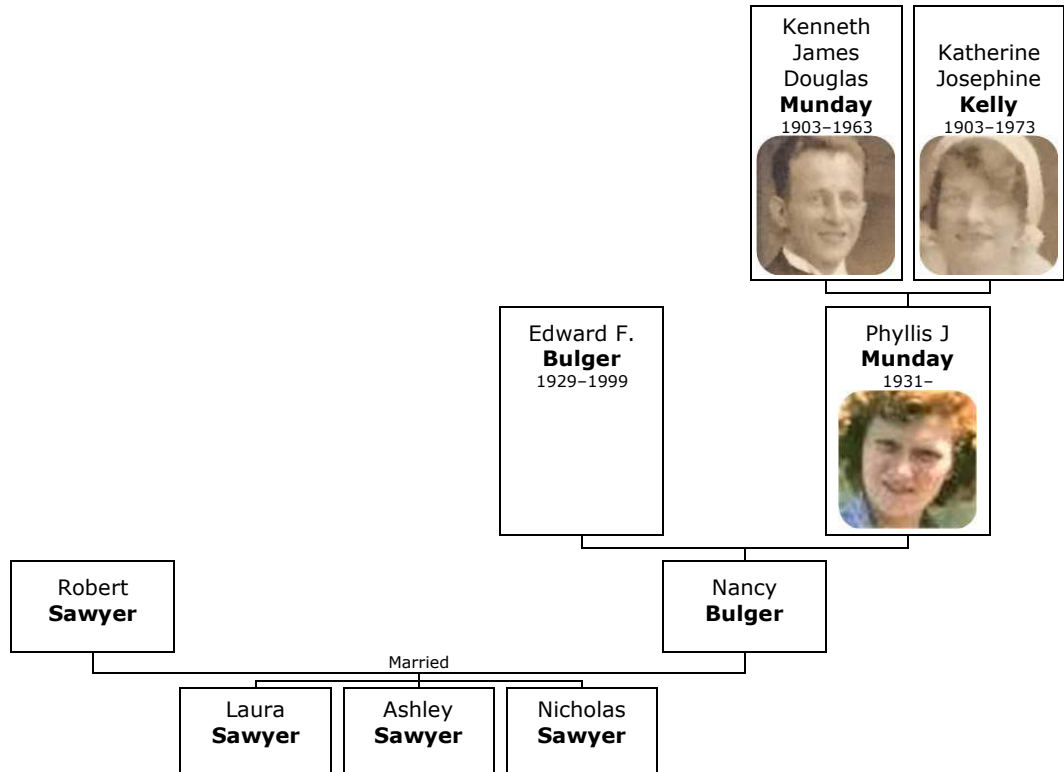 Kenneth
James
Douglas
Munday
1903–1963
Katherine
Josephine
Kelly
1903–1973
Edward F.
Bulger
1929–1999
Phyllis J
Munday
1931–
Robert
Sawyer
Nancy
Bulger
Married
Laura
Sawyer
Ashley
Sawyer
Nicholas
Sawyer